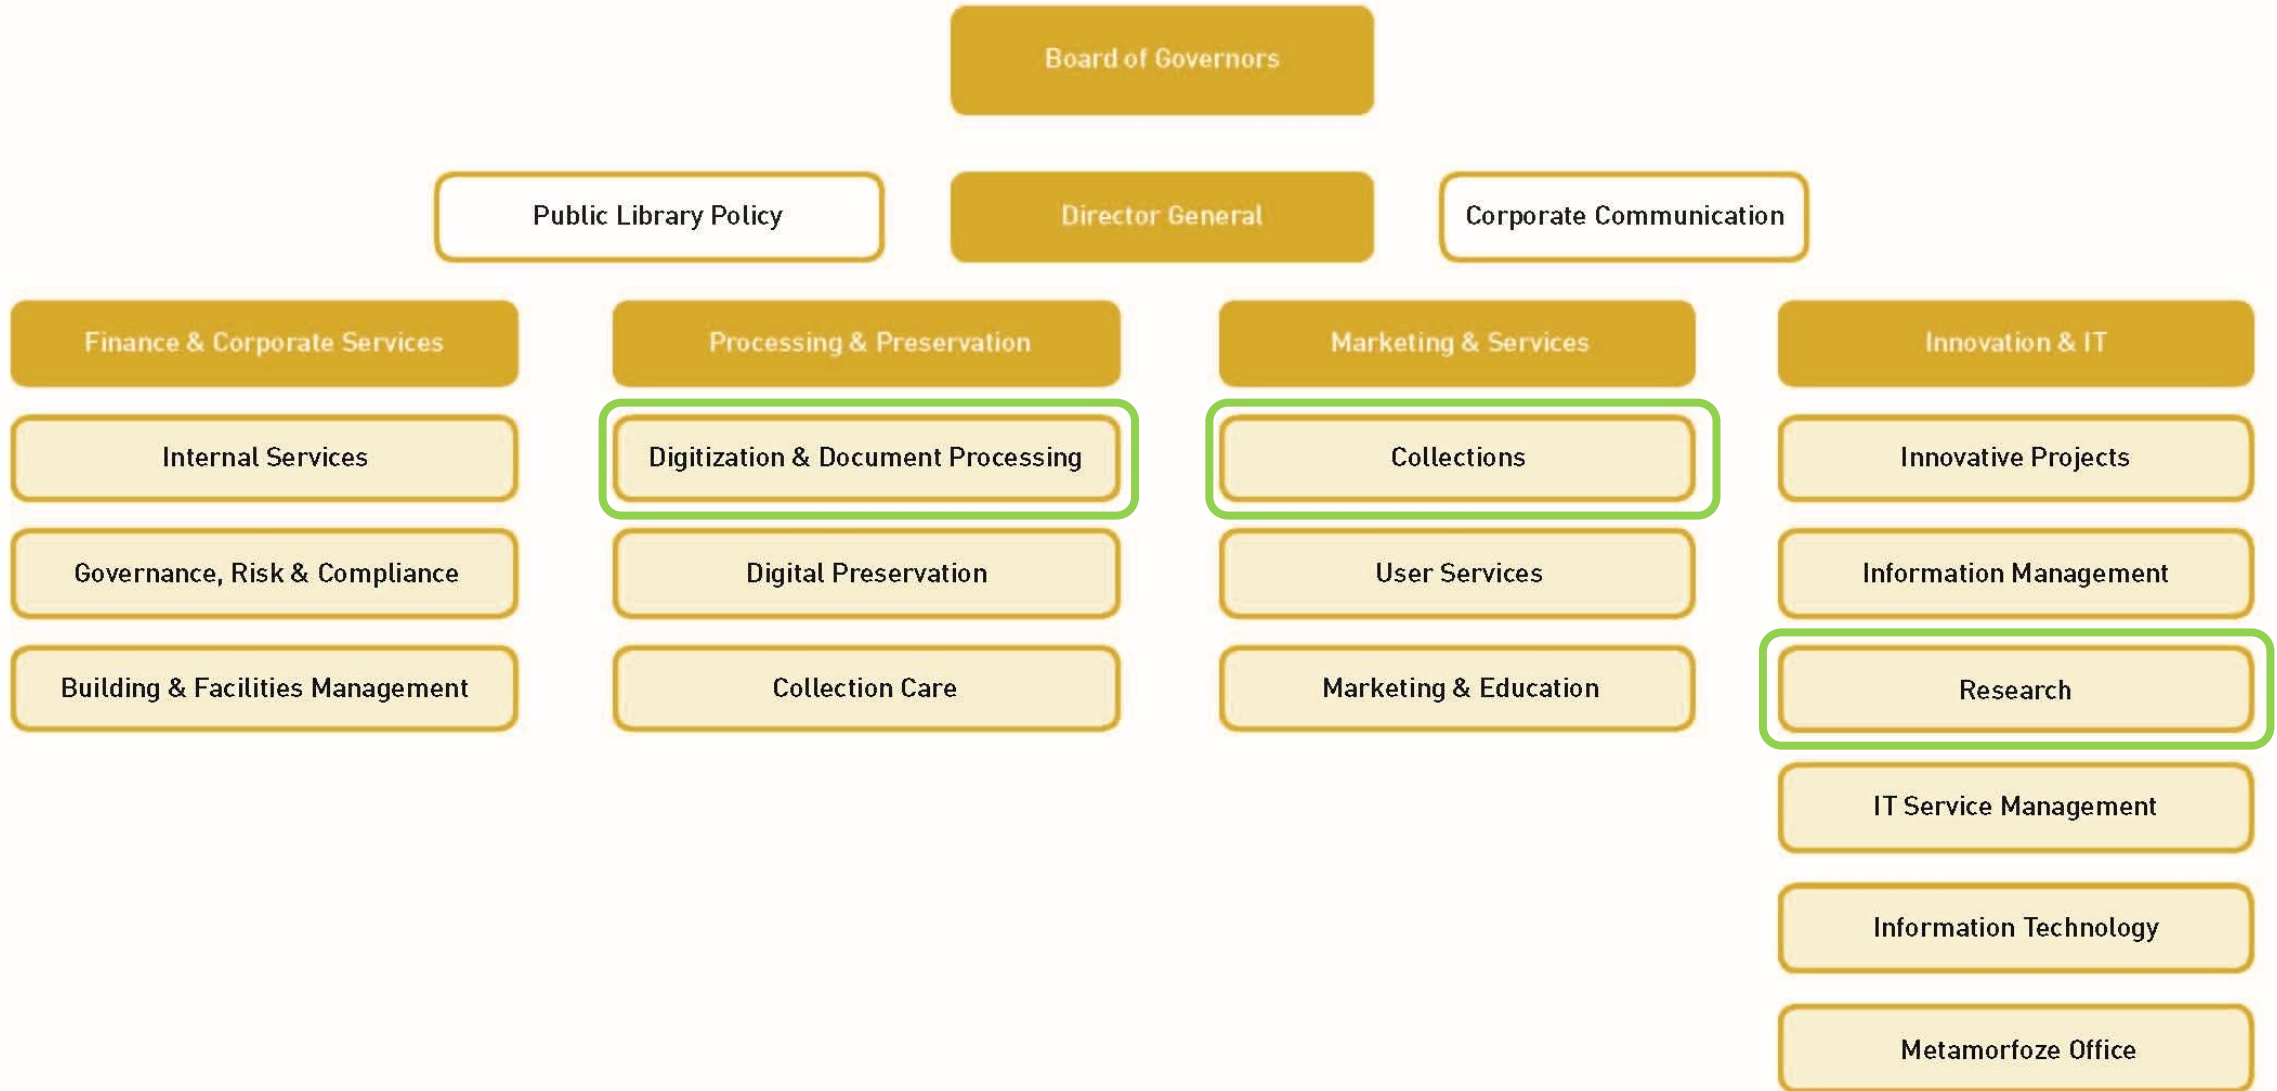 Board of Governors
Public Library Policy
Director General
Corporate Communication
Finance & Corporate Services
Processing & Preservation
Marketing & Services
Innovation & IT
Internal Services
Digitization & Document Processing
Collections
Innovative Projects
Governance, Risk & Compliance
Digital Preservation
User Services
Information Management
Building & Facilities Management
Collection Care
Marketing & Education
Research
IT Service Management
Information Technology
Metamorfoze Office